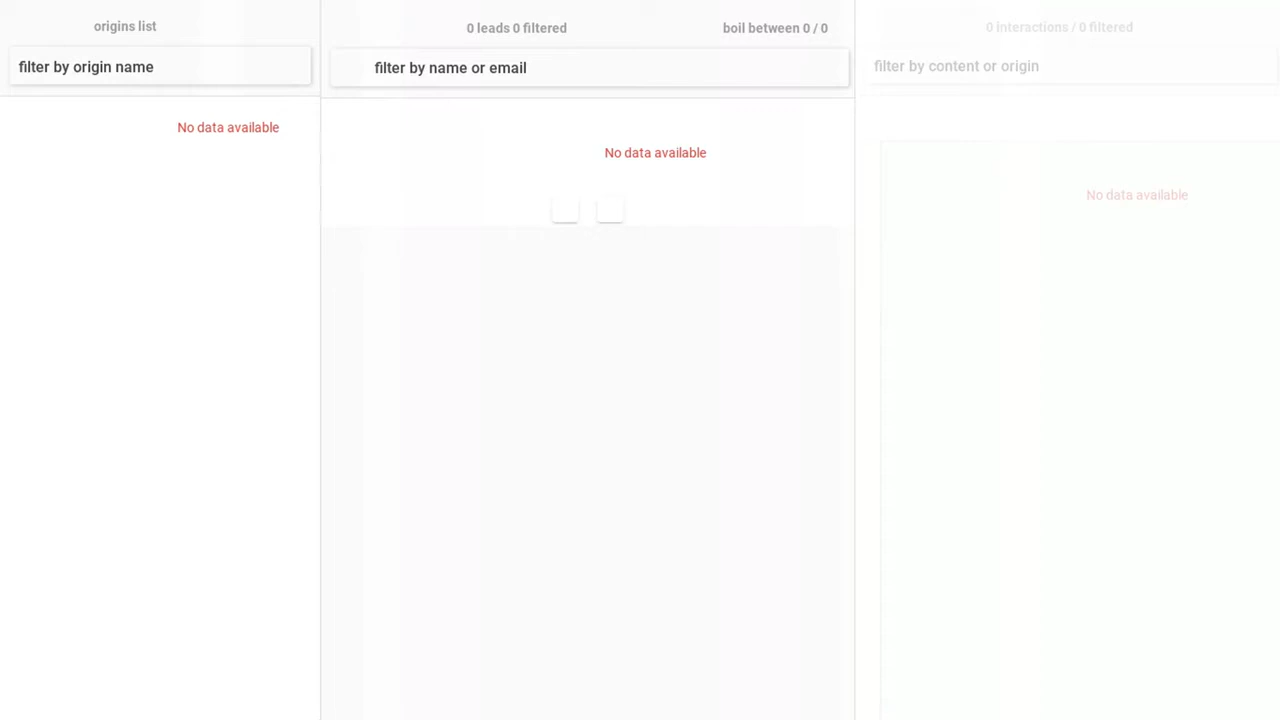 origins list
filter by origin name
No data available
0 leads 0 filtered
boil between 0 / 0
filter by name or email
No data available
0 interactions / 0 filtered
filter by content or origin
No data available